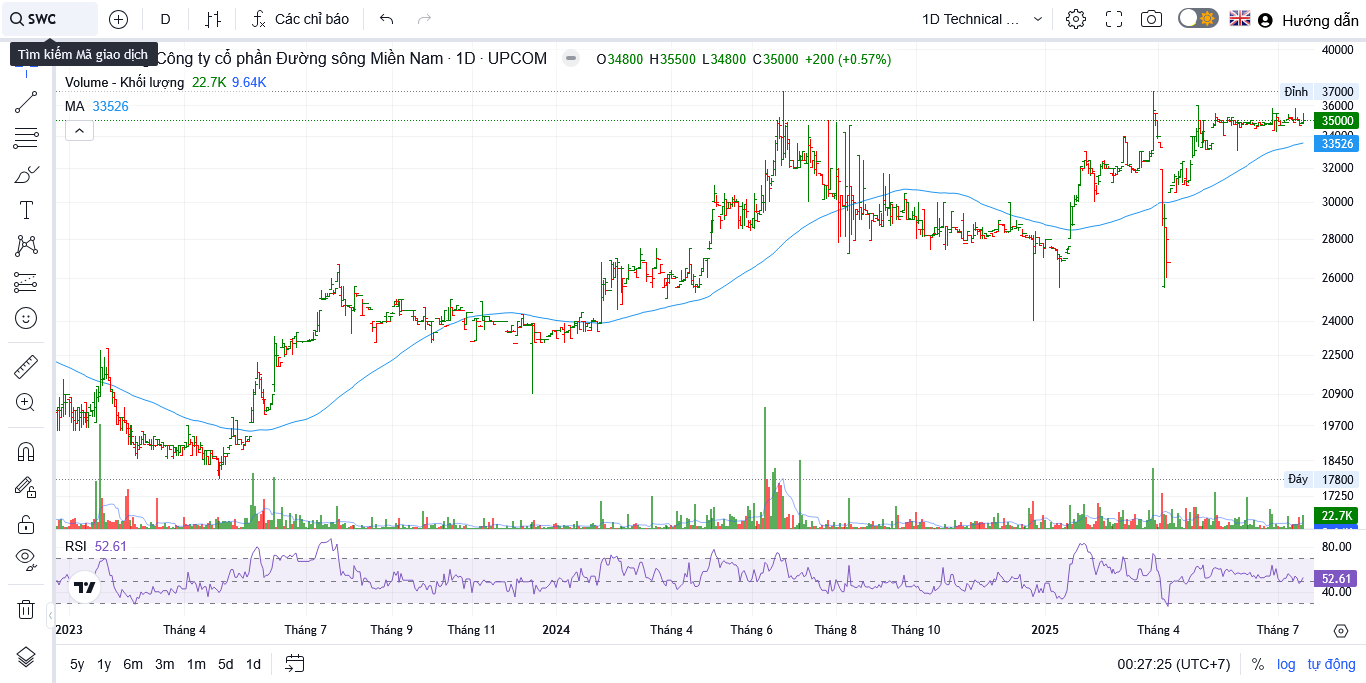 SWC D Các chỉ báo 1D Technical ... Hướng dẫn
Tìm kiếm Mã giao dịch
Công ty cổ phần Đường sông Miền Nam · 1D · UPCOM O34800 H35500 L34800 C35000 +200 (+0.57%)
Volume - Khối lượng 22.7K 9.64K
MA 33526
40000
Đỉnh 37000
36000
35000
34000
33526
32000
30000
28000
26000
24000
22500
20900
19700
18450
Đáy 17800
17250
22.7K
RSI 52.61
80.00
52.61
40.00
2023 Tháng 4 Tháng 7 Tháng 9 Tháng 11 2024 Tháng 4 Tháng 6 Tháng 8 Tháng 10 2025 Tháng 4 Tháng 7
5y 1y 6m 3m 1m 5d 1d 00:27:25 (UTC+7) % log tự động